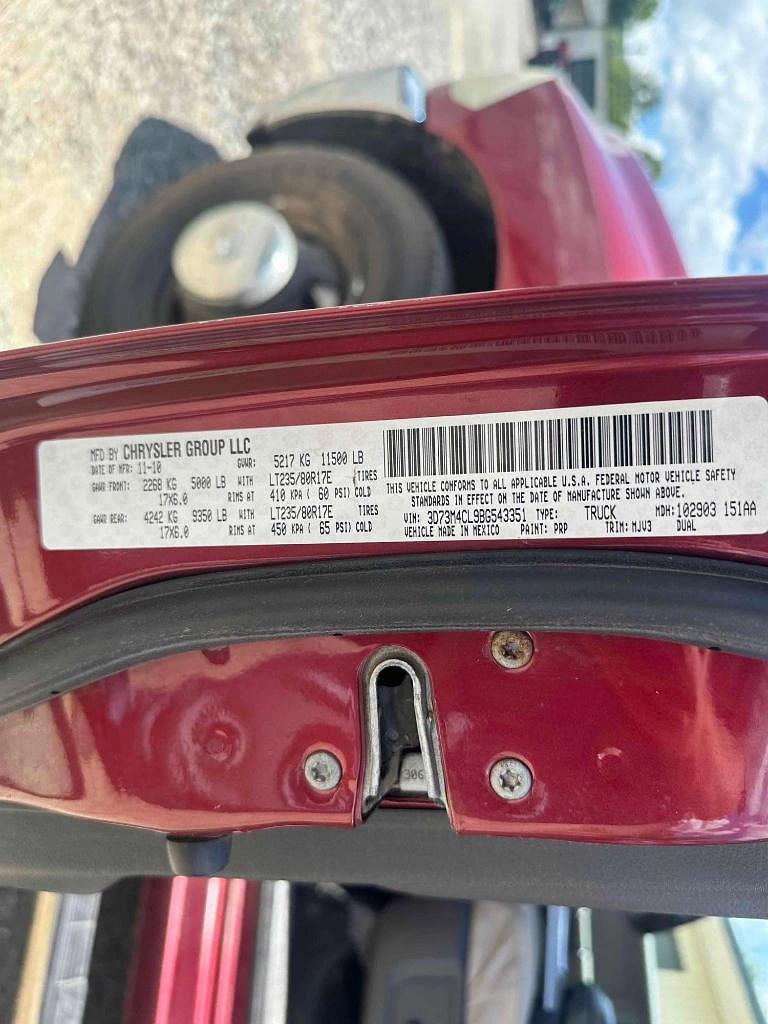 MFD BY CHRYSLER GROUP LLC
DATE OF MFR: 11-10 GVWR: 5217 KG 11500 LB
GAWR FRONT: 2268 KG 5000 LB WITH LT235/80R17E TIRES
17X6.0 RIMS AT 410 KPA ( 60 PSI) COLD
GAWR REAR: 4242 KG 9350 LB WITH LT235/80R17E TIRES
17X6.0 RIMS AT 450 KPA ( 65 PSI) COLD
THIS VEHICLE CONFORMS TO ALL APPLICABLE U.S.A. FEDERAL MOTOR VEHICLE SAFETY
STANDARDS IN EFFECT ON THE DATE OF MANUFACTURE SHOWN ABOVE.
VIN: 3D73M4CL9BG543351 TYPE: TRUCK MDH: 102903 151AA
VEHICLE MADE IN MEXICO PAINT: PRP TRIM: MJV3 DUAL
306